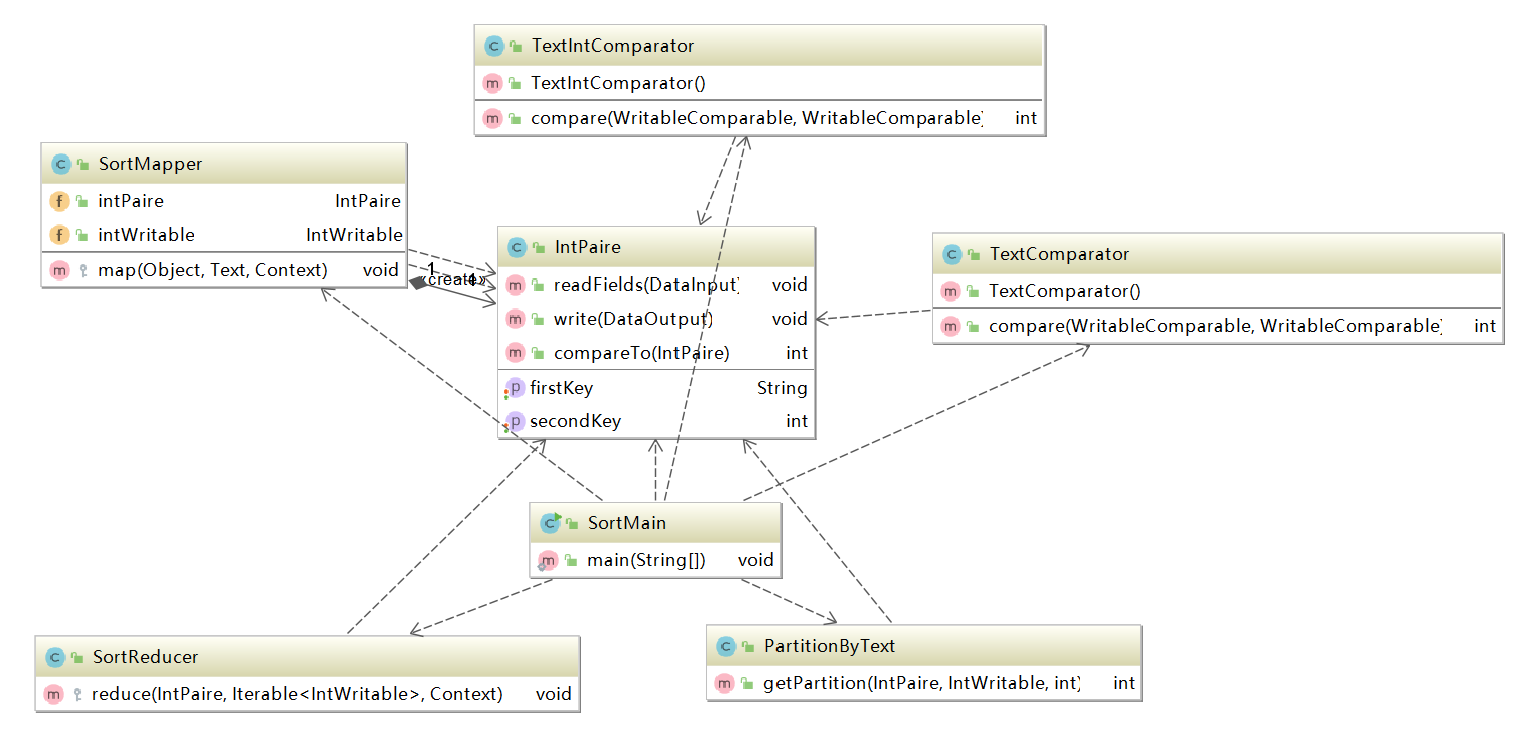 TextIntComparator
TextIntComparator()
compare(WritableComparable, WritableComparable) int
SortMapper
intPaire IntPaire
intWritable IntWritable
map(Object, Text, Context) void
1
«create»
1
IntPaire
readFields(DataInput) void
write(DataOutput) void
compareTo(IntPaire) int
firstKey String
secondKey int
TextComparator
TextComparator()
compare(WritableComparable, WritableComparable) int
SortMain
main(String[]) void
SortReducer
reduce(IntPaire, Iterable<IntWritable>, Context) void
PartitionByText
getPartition(IntPaire, IntWritable, int) int